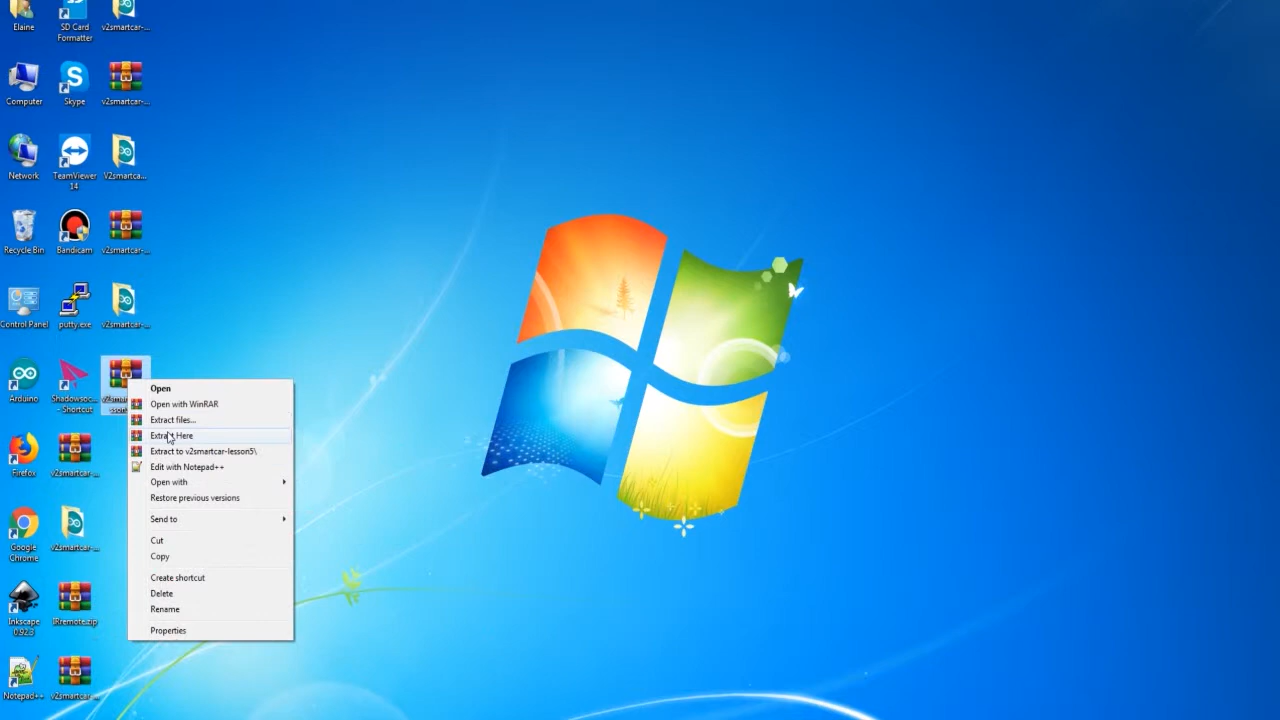 Elaine
SD Card
Formatter
v2smartcar-...
Computer
Skype
v2smartcar-...
Network
TeamViewer
14
V2smartca...
Recycle Bin
Bandicam
v2smartcar-...
Control Panel
putty.exe
v2smartcar-...
Arduino
Shadowsoc...
- Shortcut
Firefox
v2smartcar-...
Google
Chrome
v2smartcar-...
Inkscape
0.92.3
IRremote.zip
Notepad++
v2smartcar-...
Open
Open with WinRAR
Extract files...
Extract Here
Extract to v2smartcar-lesson5\
Edit with Notepad++
Open with
Restore previous versions
Send to
Cut
Copy
Create shortcut
Delete
Rename
Properties